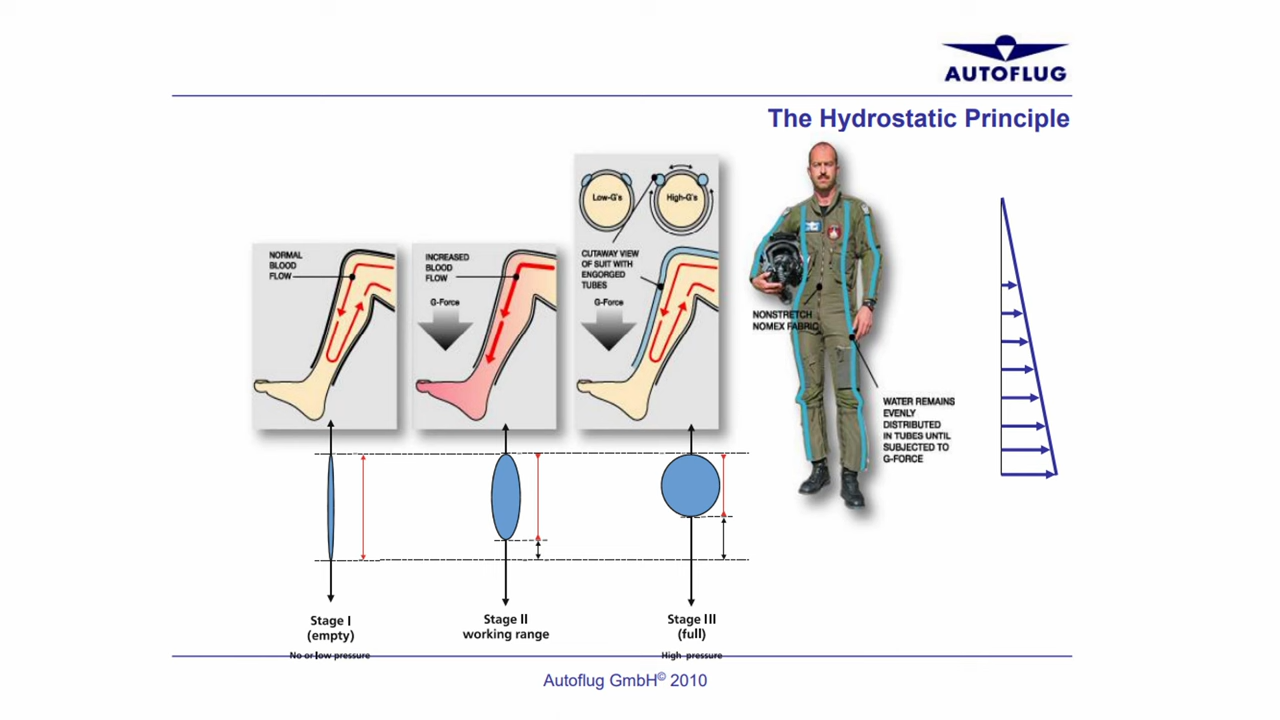 AUTOFLUG
The Hydrostatic Principle
NORMAL
BLOOD
FLOW
INCREASED
BLOOD
FLOW
G-Force
Low-G's
High-G's
CUTAWAY VIEW
OF SUIT WITH
ENGORGED
TUBES
G-Force
NONSTRETCH
NOMEX FABRIC
WATER REMAINS
EVENLY
DISTRIBUTED
IN TUBES UNTIL
SUBJECTED TO
G-FORCE
Stage I
(empty)
No or low pressure
Stage II
working range
Stage III
(full)
High pressure
Autoflug GmbH© 2010